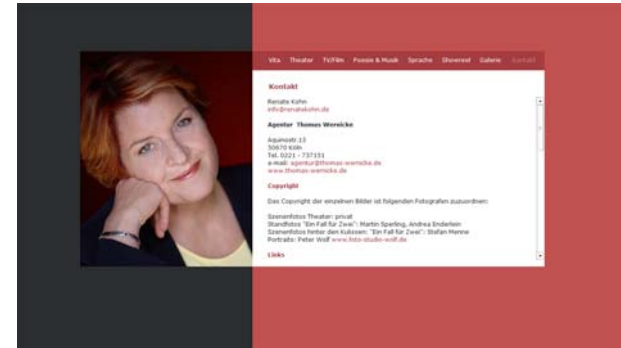 Vita Theater TV/Film Poesie & Musik Sprache Showreel Galerie Kontakt
Kontakt
Renate Kohn
info@renatekohn.de
Agentur Thomas Wernicke
Aquinostr.13
50670 Köln
Tel. 0221 - 737151
e-mail: agentur@thomas-wernicke.de
www.thomas-wernicke.de
Copyright
Das Copyright der einzelnen Bilder ist folgenden Fotografen zuzuordnen:
Szenenfotos Theater: privat
Standfotos "Ein Fall für Zwei": Martin Sperling, Andrea Enderlein
Szenenfotos hinter den Kulissen: "Ein Fall für Zwei": Stefan Menne
Portraits: Peter Wolf www.foto-studio-wolf.de
Links